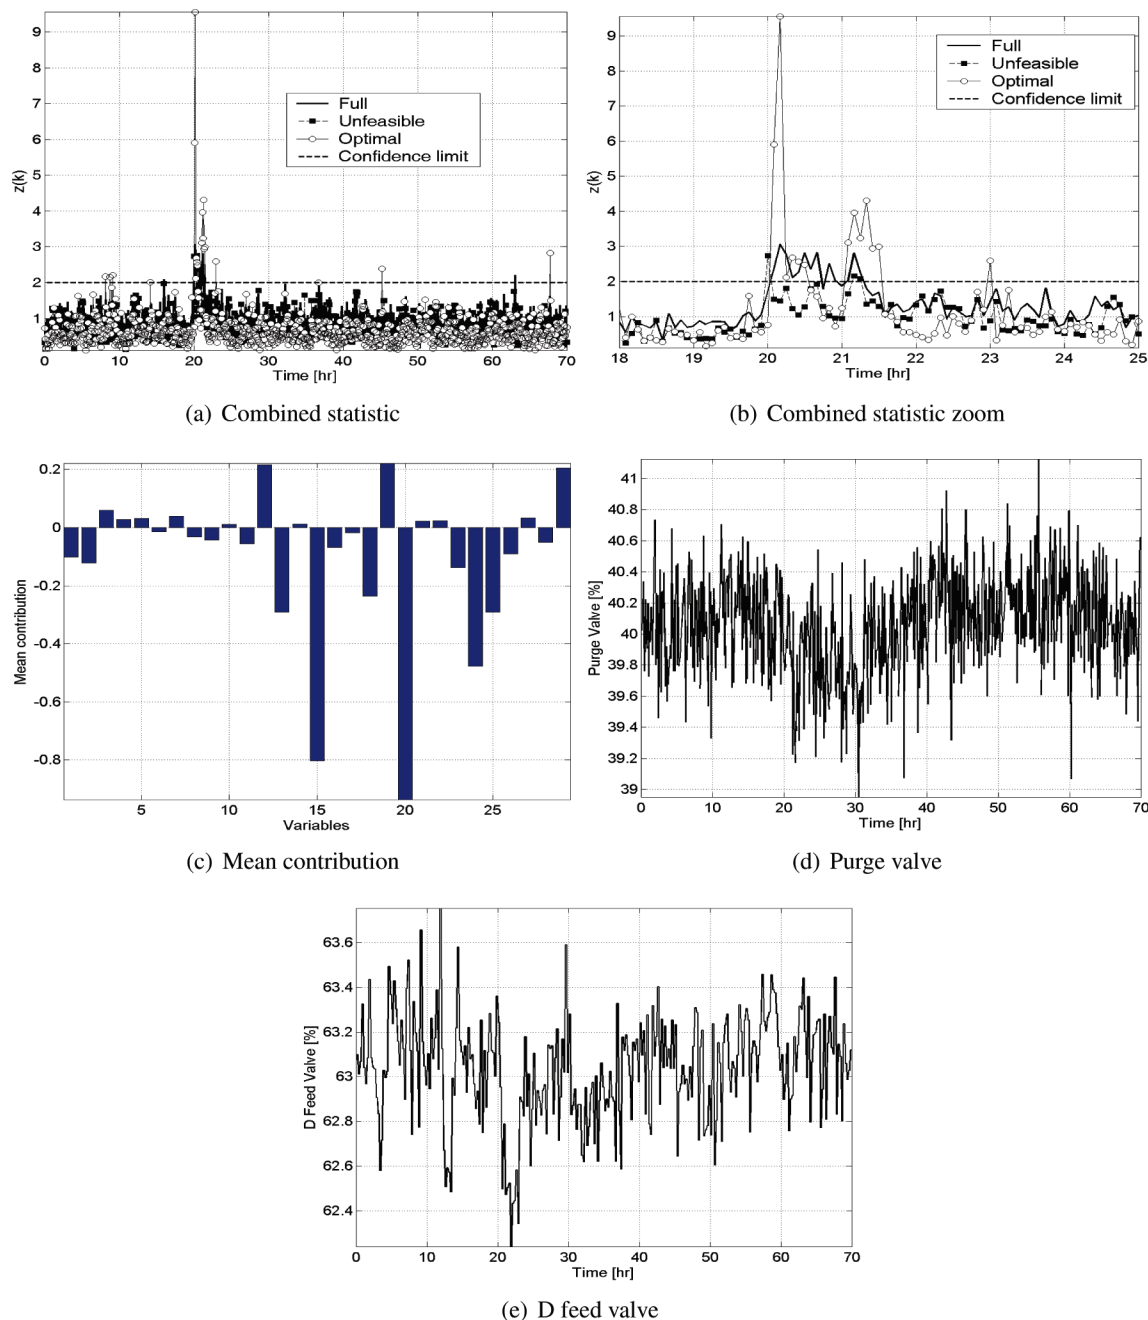 9
8
7
6
5
4
3
2
1
z(k)
Full
Unfeasible
Optimal
Confidence limit
0 10 20 30 40 50 60 70
Time [hr]
(a) Combined statistic
9
8
7
6
5
4
3
2
1
z(k)
Full
Unfeasible
Optimal
Confidence limit
18 19 20 21 22 23 24 25
Time [hr]
(b) Combined statistic zoom
0.2
0
-0.2
-0.4
-0.6
-0.8
Mean contribution
5 10 15 20 25
Variables
(c) Mean contribution
41
40.8
40.6
40.4
40.2
40
39.8
39.6
39.4
39.2
39
Purge Valve [%]
0 10 20 30 40 50 60 70
Time [hr]
(d) Purge valve
63.6
63.4
63.2
63
62.8
62.6
62.4
D Feed Valve [%]
0 10 20 30 40 50 60 70
Time [hr]
(e) D feed valve